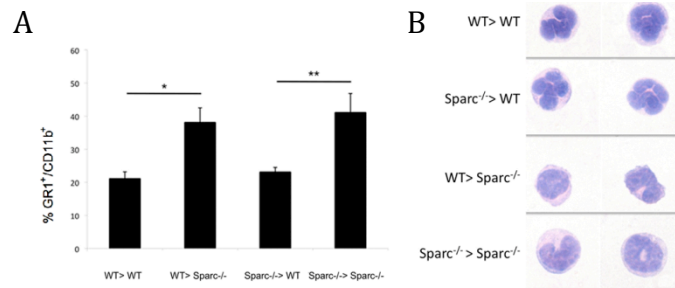 A
% GR1⁺/CD11b⁺
60
50
40
30
20
10
0
*
**
WT> WT
WT> Sparc-/-
Sparc-/-> WT
Sparc-/-> Sparc-/-
B
WT> WT
Sparc⁻/⁻> WT
WT> Sparc⁻/⁻
Sparc⁻/⁻ > Sparc⁻/⁻